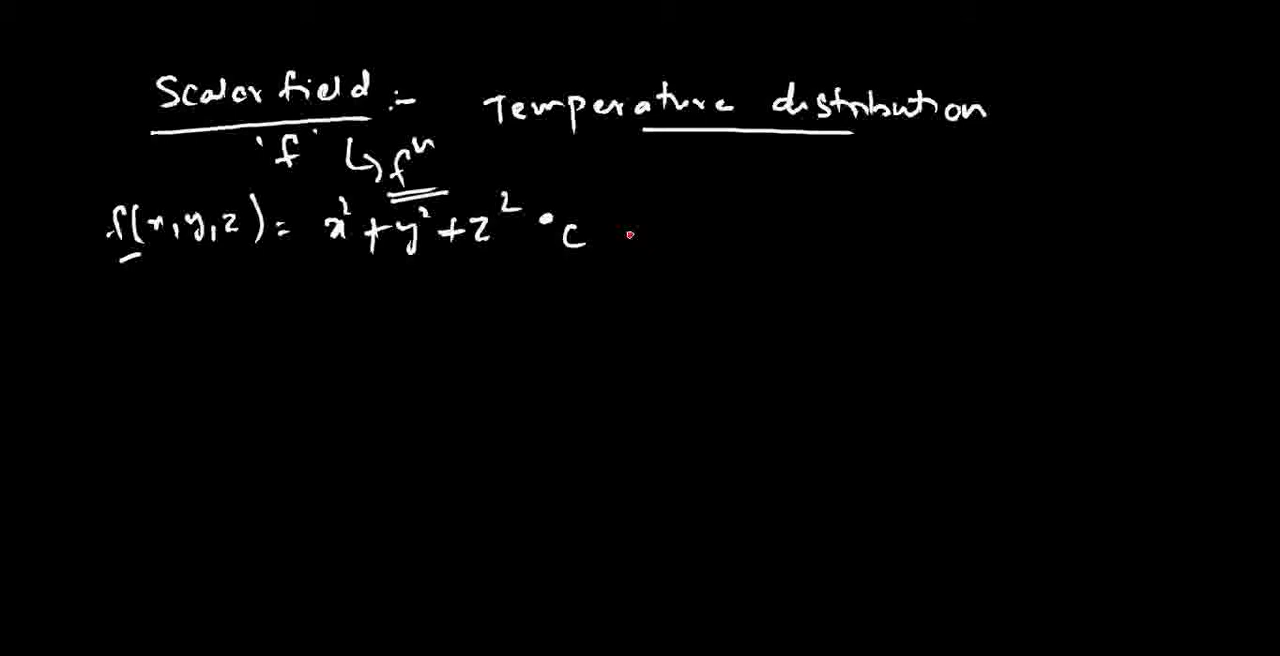 Scalar field :- Temperature distribution
'f' ↳ fⁿ
f(x,y,z) = x² + y² + z² °C